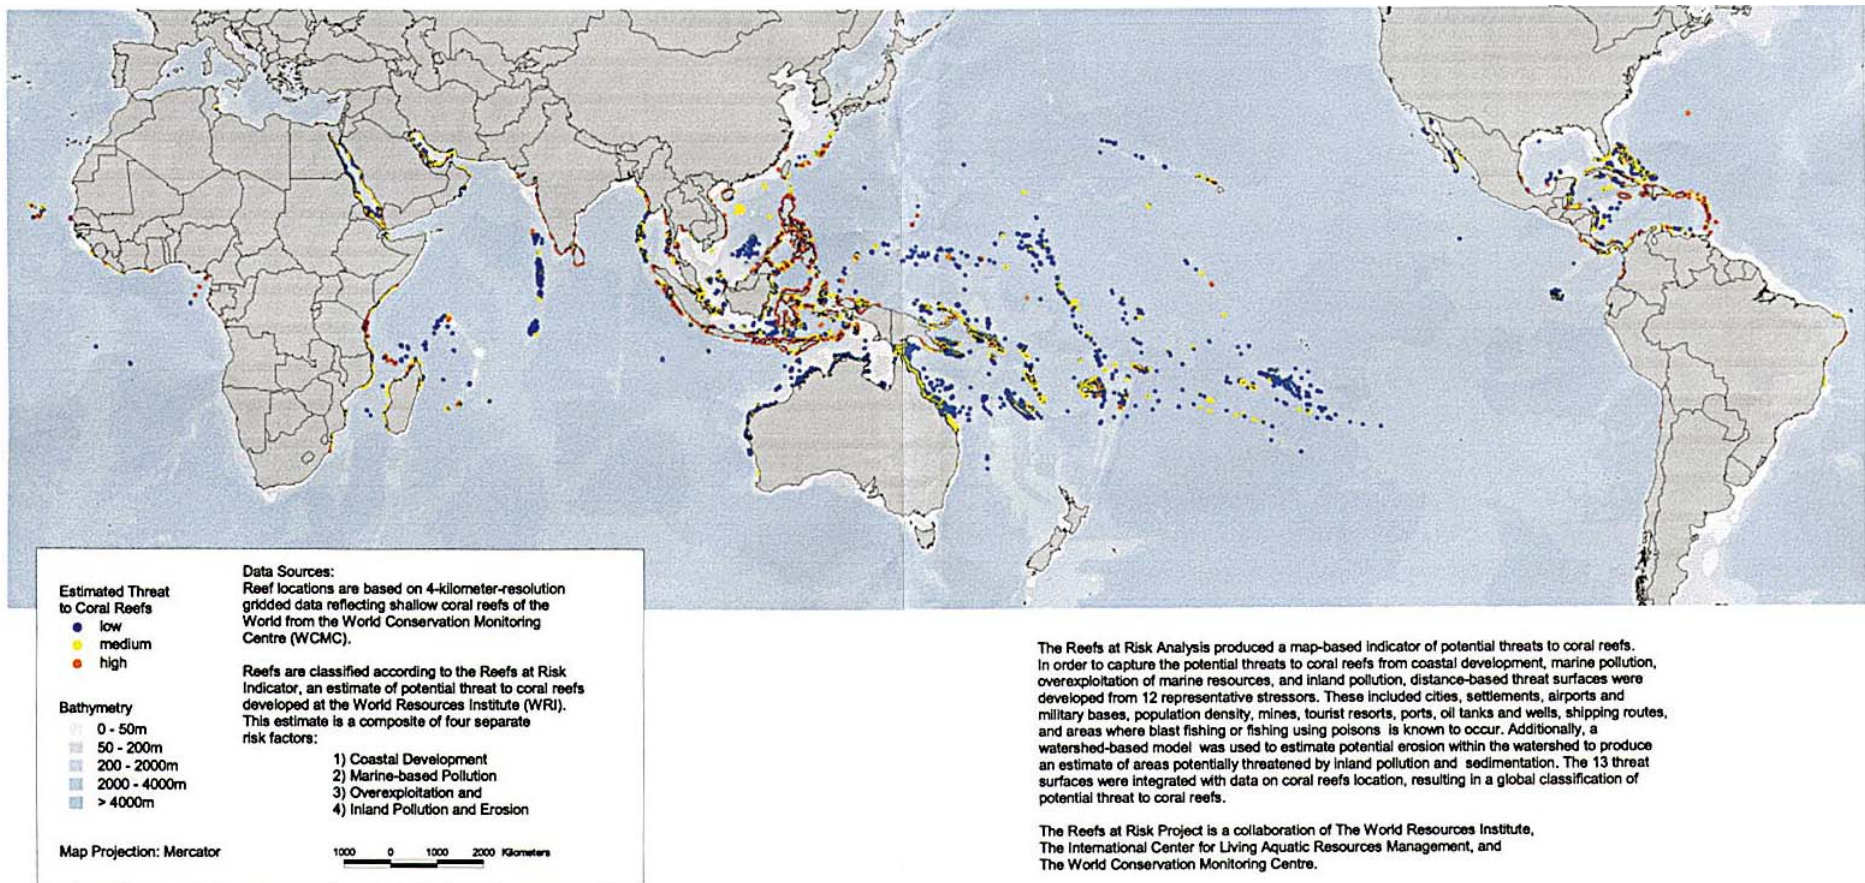 Estimated Threat
to Coral Reefs
low
medium
high
Bathymetry
0 - 50m
50 - 200m
200 - 2000m
2000 - 4000m
> 4000m
Map Projection: Mercator
Data Sources:
Reef locations are based on 4-kilometer-resolution
gridded data reflecting shallow coral reefs of the
World from the World Conservation Monitoring
Centre (WCMC).
Reefs are classified according to the Reefs at Risk
Indicator, an estimate of potential threat to coral reefs
developed at the World Resources Institute (WRI).
This estimate is a composite of four separate
risk factors:
1) Coastal Development
2) Marine-based Pollution
3) Overexploitation and
4) Inland Pollution and Erosion
1000 0 1000 2000 Kilometers
The Reefs at Risk Analysis produced a map-based indicator of potential threats to coral reefs.
In order to capture the potential threats to coral reefs from coastal development, marine pollution,
overexploitation of marine resources, and inland pollution, distance-based threat surfaces were
developed from 12 representative stressors. These included cities, settlements, airports and
military bases, population density, mines, tourist resorts, ports, oil tanks and wells, shipping routes,
and areas where blast fishing or fishing using poisons is known to occur. Additionally, a
watershed-based model was used to estimate potential erosion within the watershed to produce
an estimate of areas potentially threatened by inland pollution and sedimentation. The 13 threat
surfaces were integrated with data on coral reefs location, resulting in a global classification of
potential threat to coral reefs.
The Reefs at Risk Project is a collaboration of The World Resources Institute,
The International Center for Living Aquatic Resources Management, and
The World Conservation Monitoring Centre.